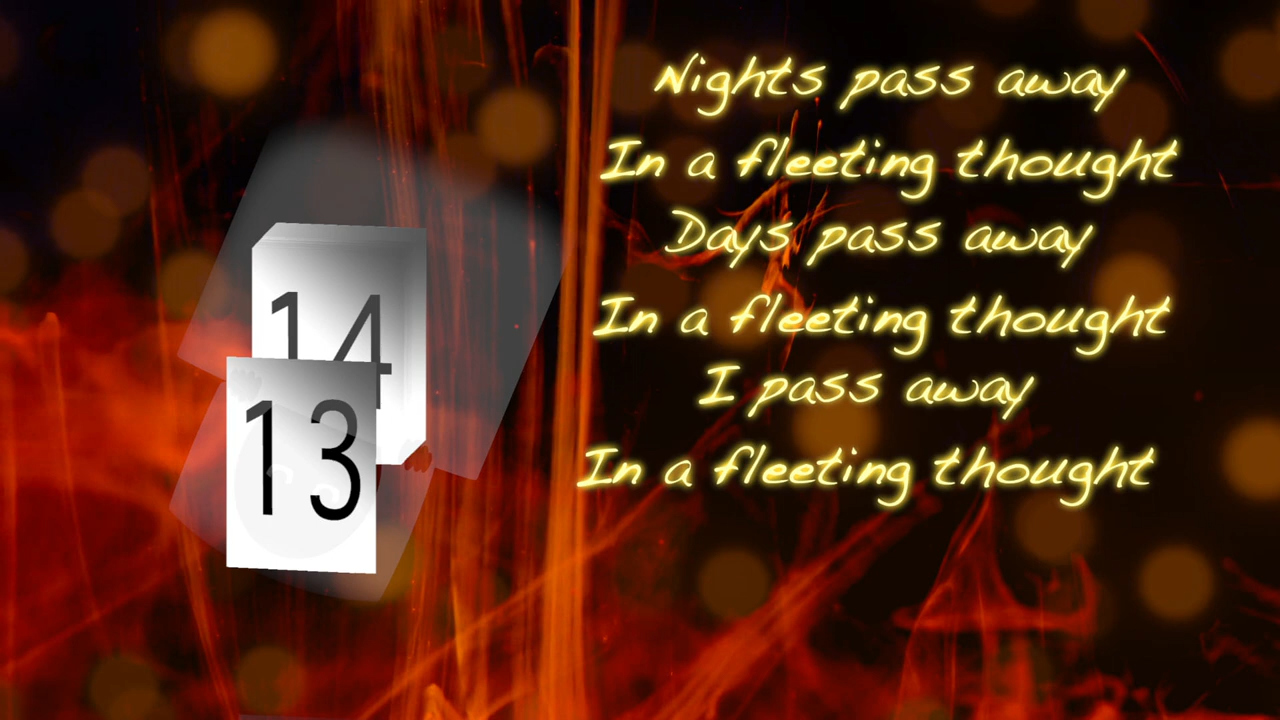 14
13
Nights pass away
In a fleeting thought
Days pass away
In a fleeting thought
I pass away
In a fleeting thought